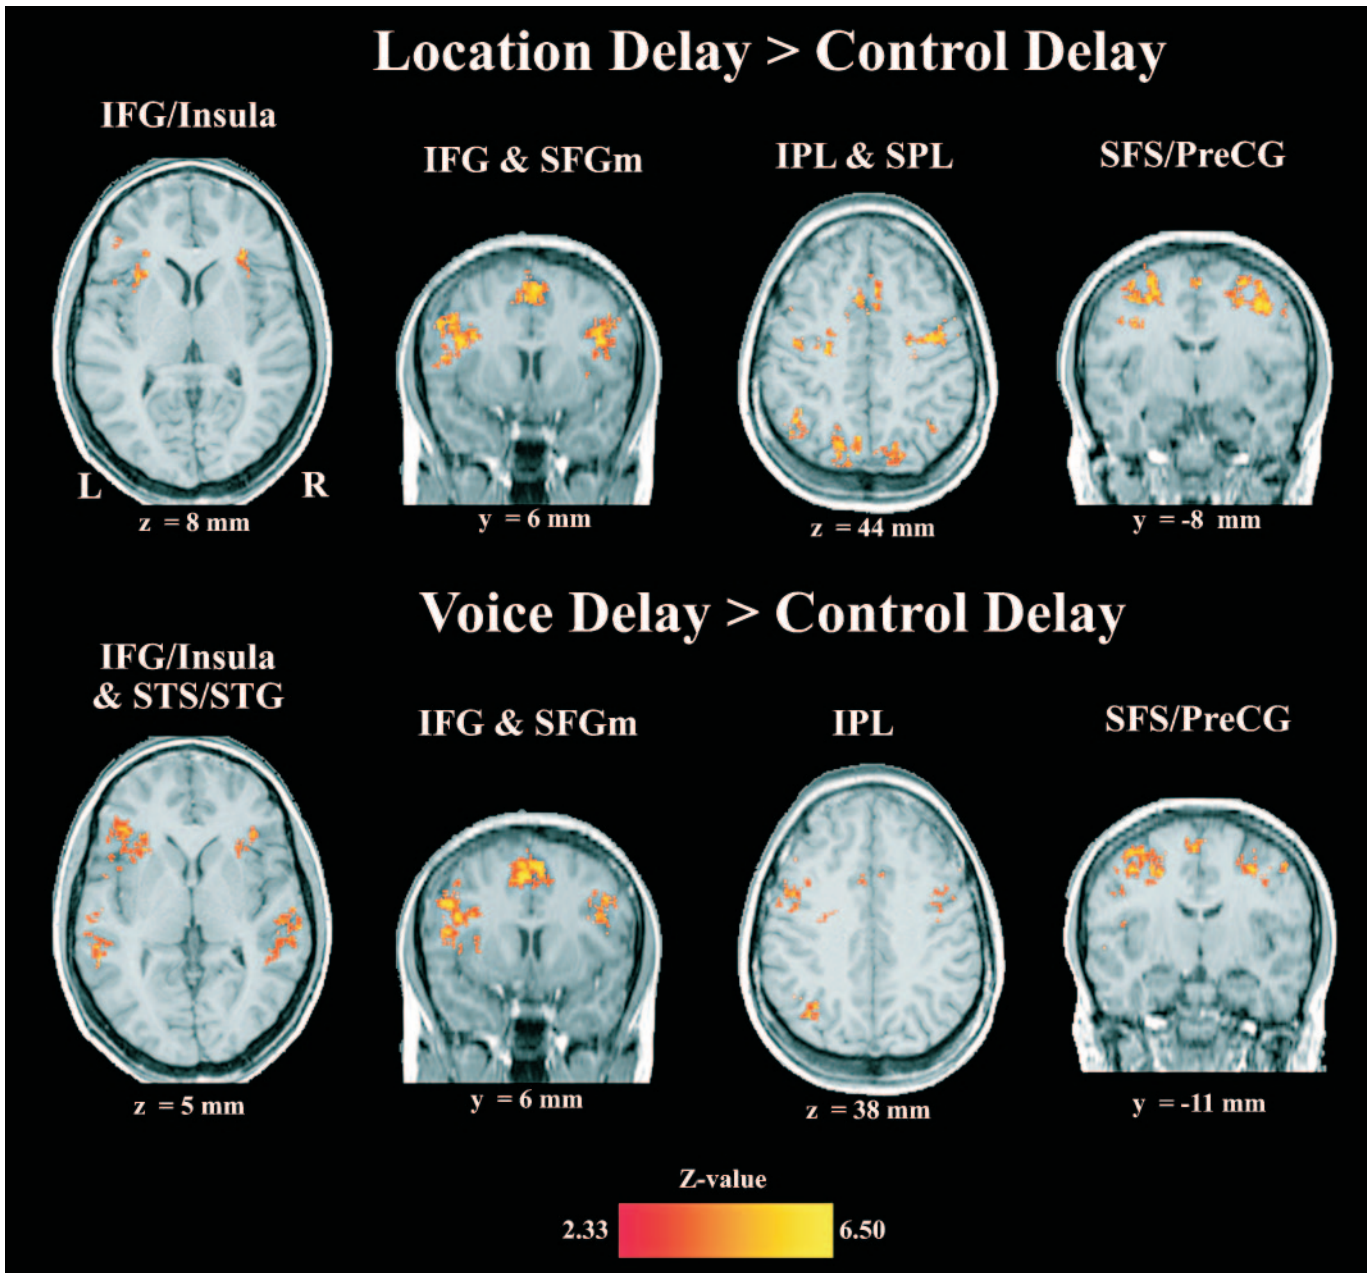 Location Delay > Control Delay
IFG/Insula
IFG & SFGm
IPL & SPL
SFS/PreCG
L
R
z = 8 mm
y = 6 mm
z = 44 mm
y = -8 mm
Voice Delay > Control Delay
IFG/Insula
& STS/STG
IFG & SFGm
IPL
SFS/PreCG
z = 5 mm
y = 6 mm
z = 38 mm
y = -11 mm
Z-value
2.33
6.50